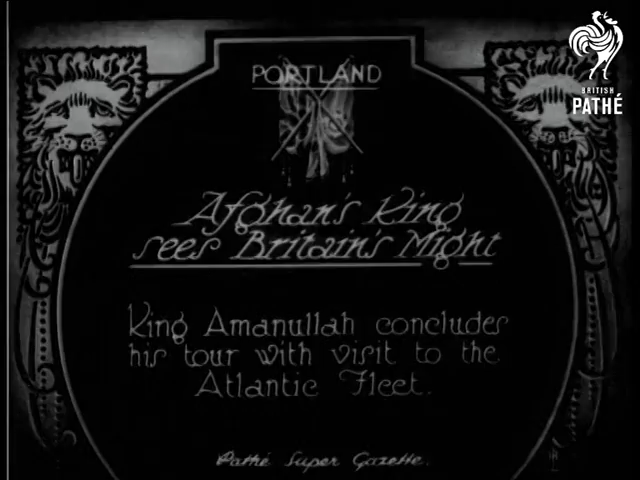 PORTLAND
BRITISH
PATHÉ
Afghan's King
sees Britain's Might
King Amanullah concludes
his tour with visit to the
Atlantic Fleet.
Pathé Super Gazette.